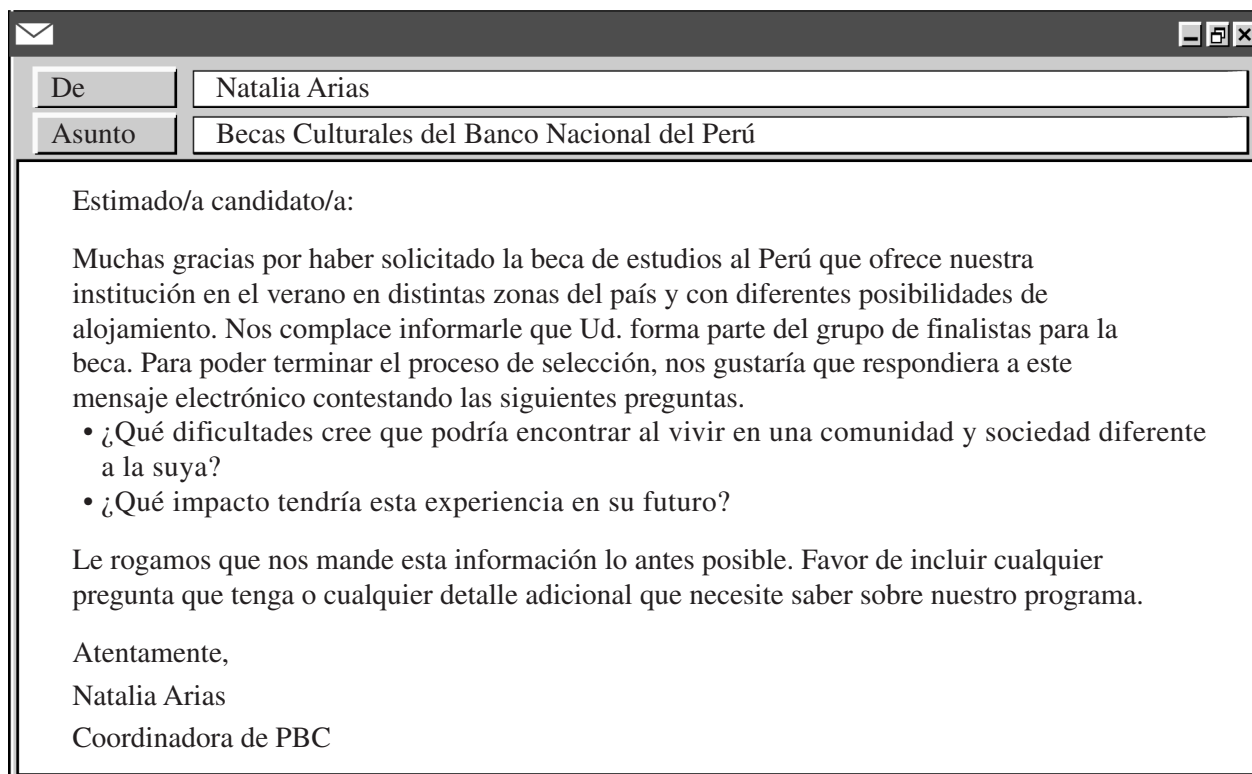 De
Natalia Arias
Asunto
Becas Culturales del Banco Nacional del Perú
Estimado/a candidato/a:
Muchas gracias por haber solicitado la beca de estudios al Perú que ofrece nuestra
institución en el verano en distintas zonas del país y con diferentes posibilidades de
alojamiento. Nos complace informarle que Ud. forma parte del grupo de finalistas para la
beca. Para poder terminar el proceso de selección, nos gustaría que respondiera a este
mensaje electrónico contestando las siguientes preguntas.
• ¿Qué dificultades cree que podría encontrar al vivir en una comunidad y sociedad diferente
a la suya?
• ¿Qué impacto tendría esta experiencia en su futuro?
Le rogamos que nos mande esta información lo antes posible. Favor de incluir cualquier
pregunta que tenga o cualquier detalle adicional que necesite saber sobre nuestro programa.
Atentamente,
Natalia Arias
Coordinadora de PBC